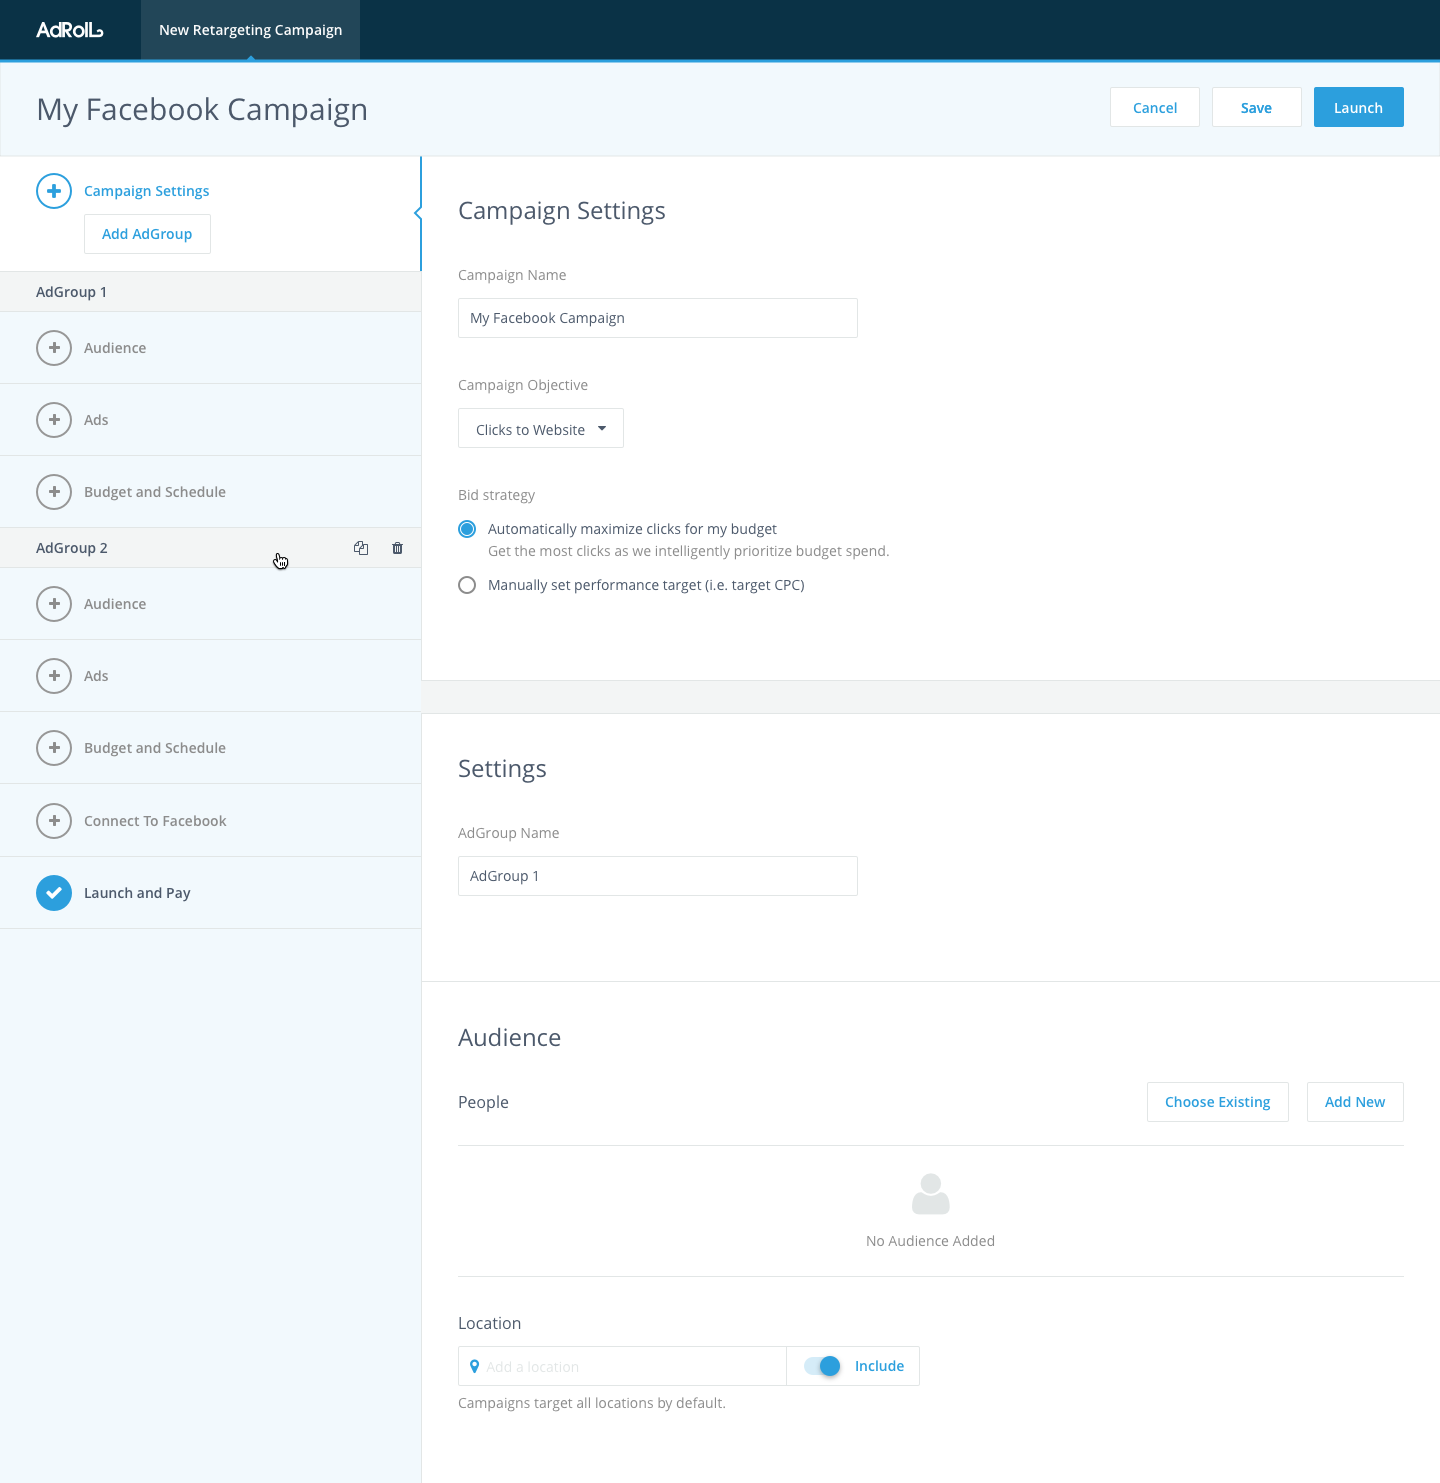 AdRoll
New Retargeting Campaign
My Facebook Campaign
Cancel
Save
Launch
Campaign Settings
Add AdGroup
AdGroup 1
Audience
Ads
Budget and Schedule
AdGroup 2
Audience
Ads
Budget and Schedule
Connect To Facebook
Launch and Pay
Campaign Settings
Campaign Name
My Facebook Campaign
Campaign Objective
Clicks to Website
Bid strategy
Automatically maximize clicks for my budget
Get the most clicks as we intelligently prioritize budget spend.
Manually set performance target (i.e. target CPC)
Settings
AdGroup Name
AdGroup 1
Audience
People
Choose Existing
Add New
No Audience Added
Location
Add a location
Include
Campaigns target all locations by default.